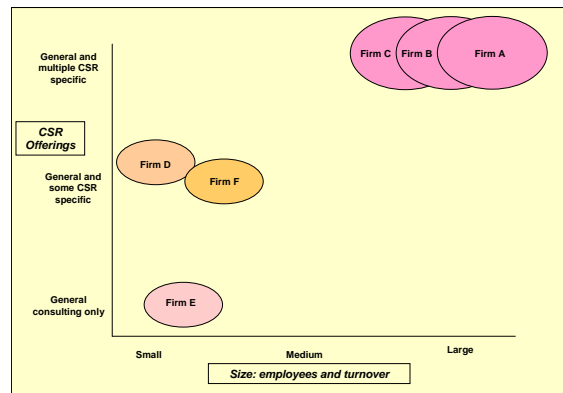 General and
multiple CSR
specific
Firm C
Firm B
Firm A
CSR
Offerings
Firm D
General and
some CSR
specific
Firm F
General
consulting only
Firm E
Small
Medium
Large
Size: employees and turnover